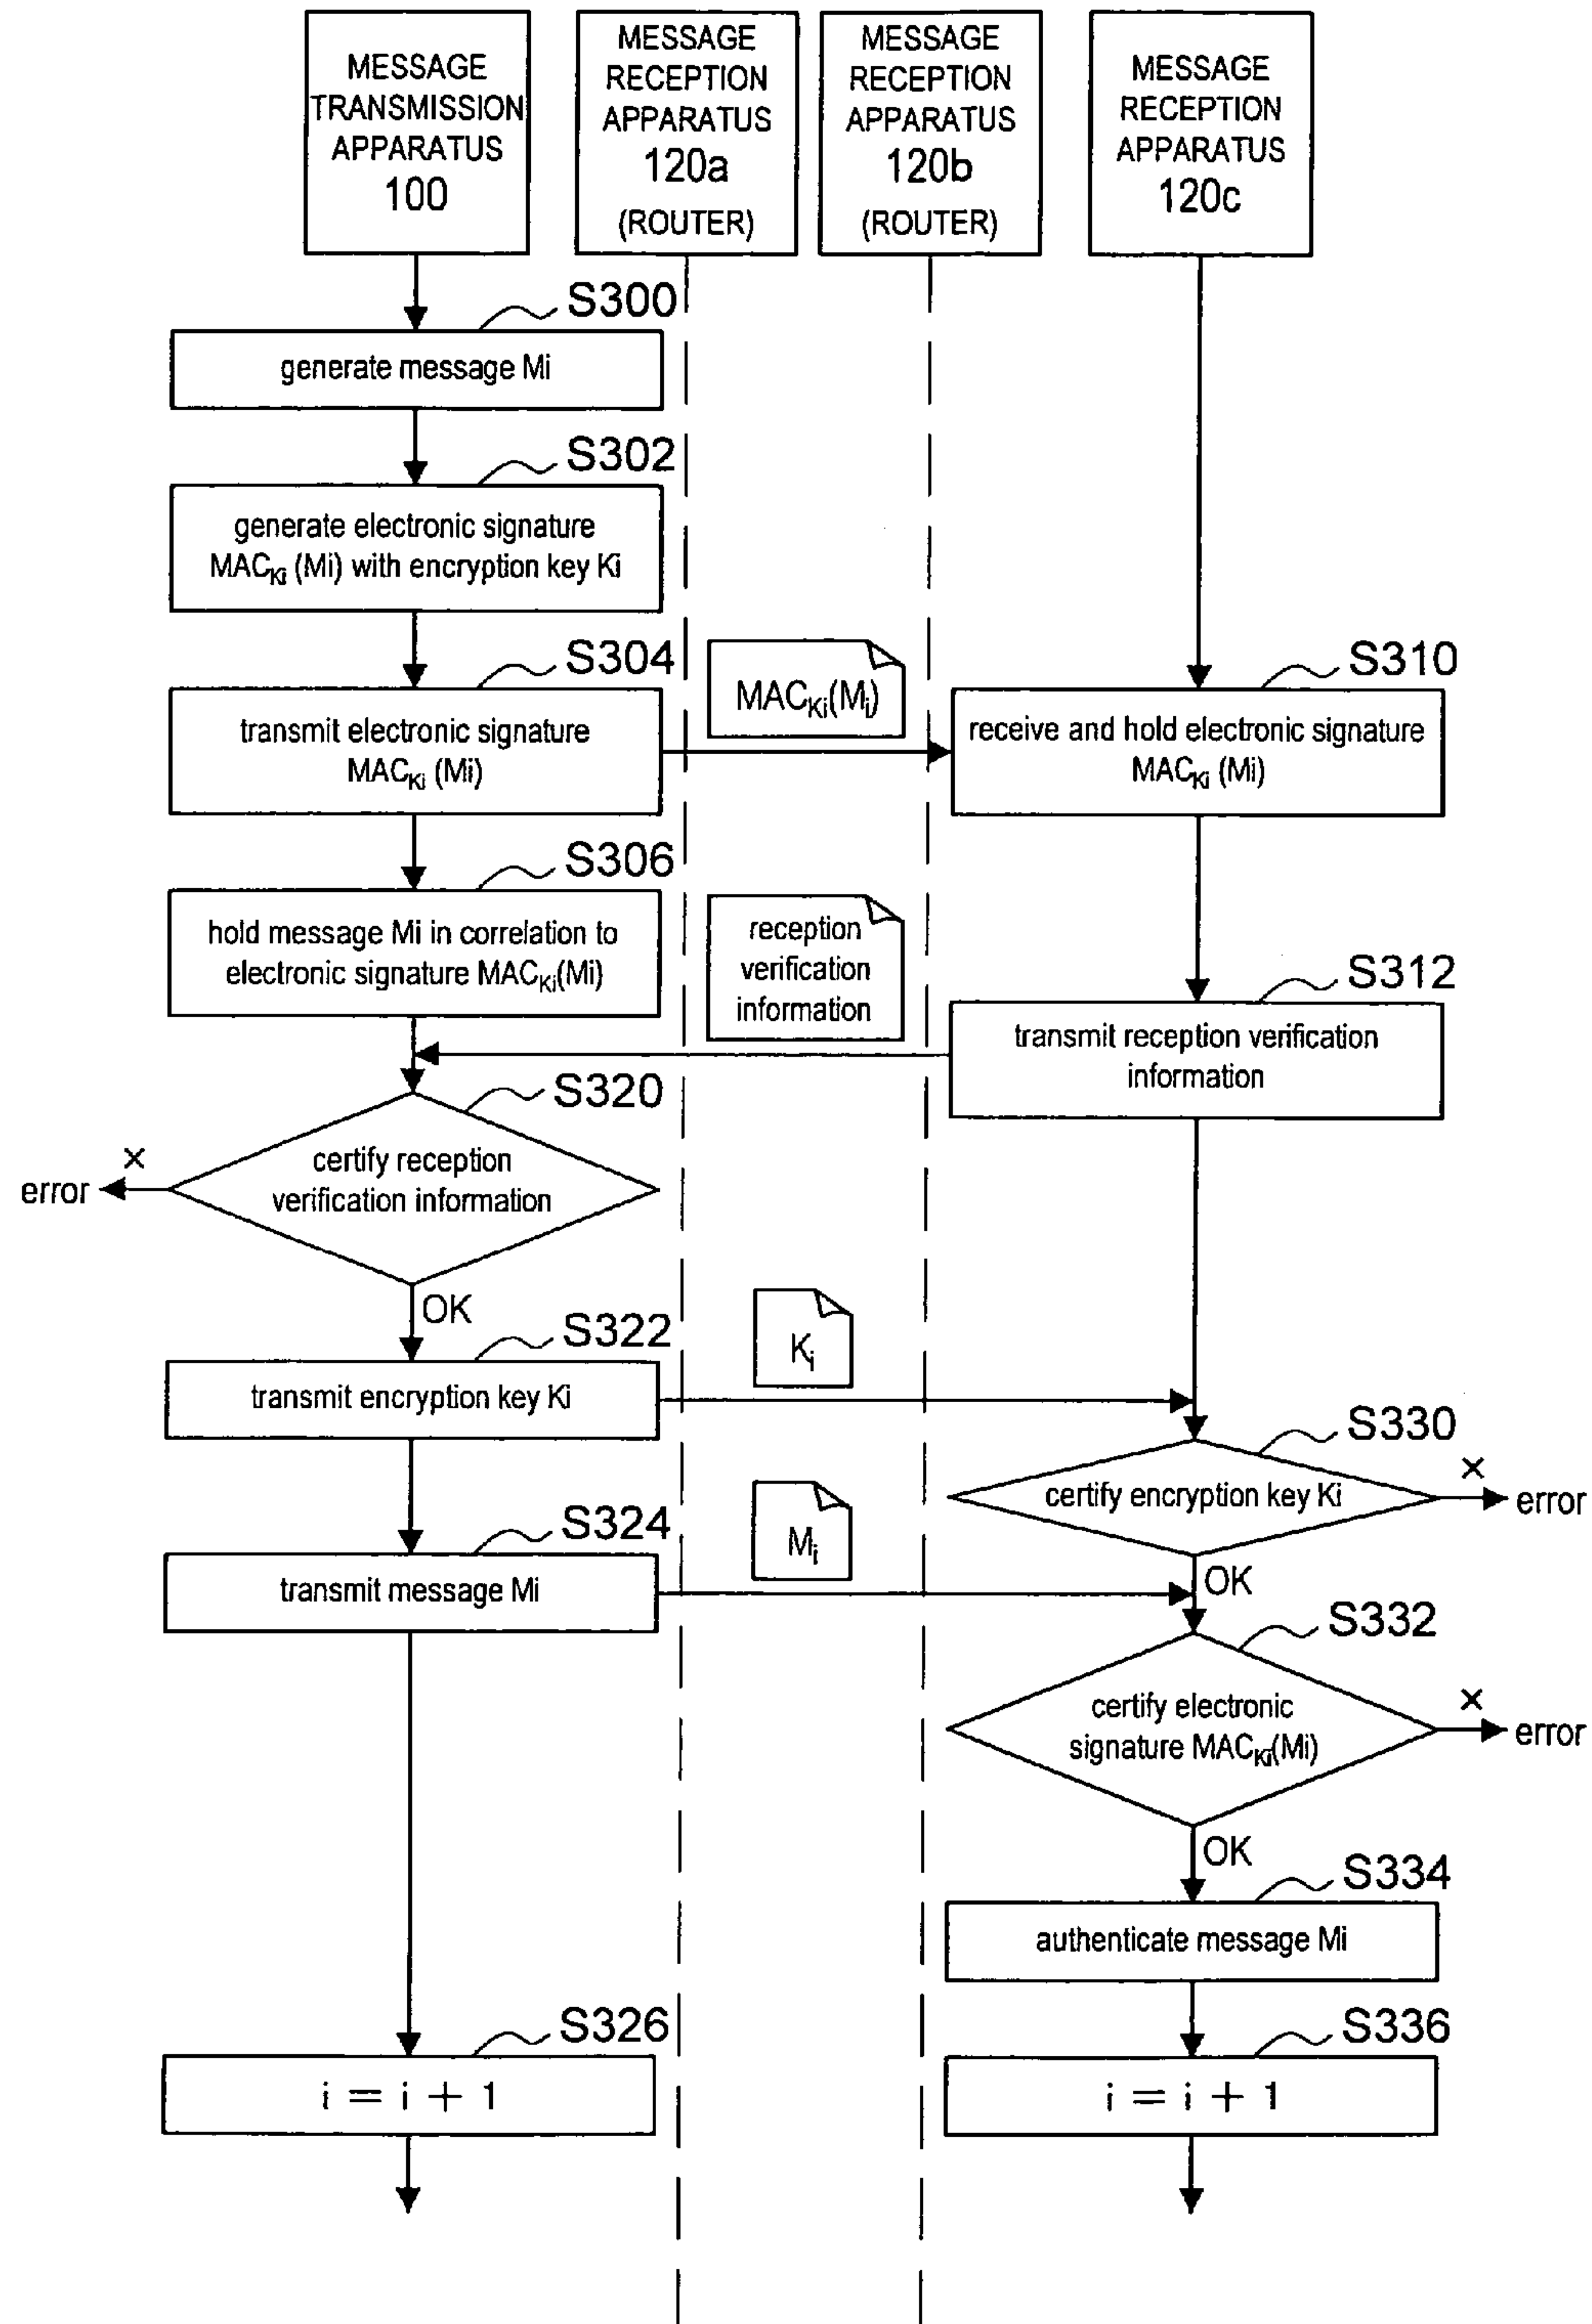 MESSAGE
TRANSMISSION
APPARATUS
100
MESSAGE
RECEPTION
APPARATUS
120a
(ROUTER)
MESSAGE
RECEPTION
APPARATUS
120b
(ROUTER)
MESSAGE
RECEPTION
APPARATUS
120c
S300
generate message Mi
S302
generate electronic signature
MACKi (Mi) with encryption key Ki
S304
transmit electronic signature
MACKi (Mi)
MACKi(Mi)
S310
receive and hold electronic signature
MACKi (Mi)
S306
hold message Mi in correlation to
electronic signature MACKi(Mi)
reception
verification
information
S312
transmit reception verification
information
S320
certify reception
verification information
×
error
OK
S322
transmit encryption key Ki
Ki
S330
certify encryption key Ki
×
error
OK
S324
transmit message Mi
Mi
S332
certify electronic
signature MACKi(Mi)
×
error
OK
S334
authenticate message Mi
S326
i = i + 1
S336
i = i + 1